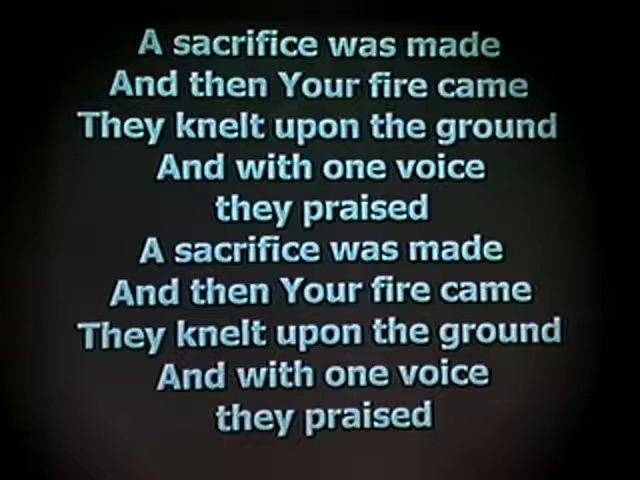 A sacrifice was made
And then Your fire came
They knelt upon the ground
And with one voice
they praised
A sacrifice was made
And then Your fire came
They knelt upon the ground
And with one voice
they praised